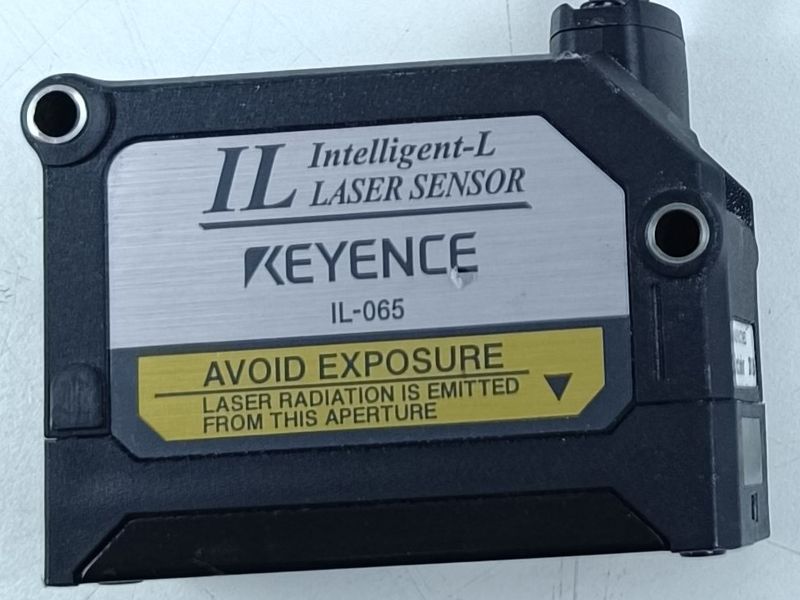 IL Intelligent-L
LASER SENSOR
KEYENCE
IL-065
AVOID EXPOSURE
LASER RADIATION IS EMITTED
FROM THIS APERTURE